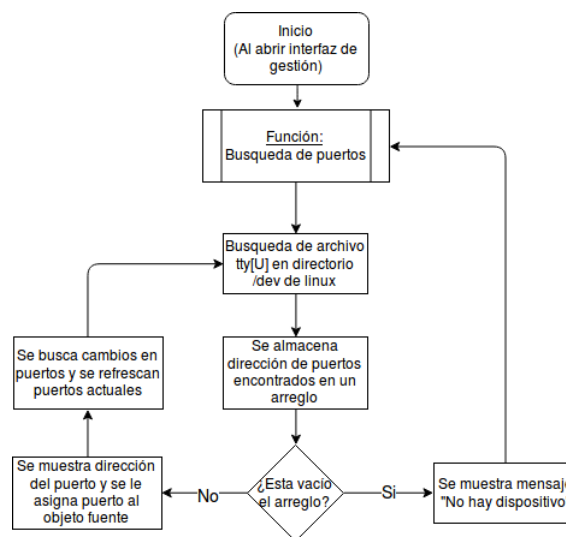 Inicio
(Al abrir interfaz de
gestión)
Función:
Busqueda de puertos
Busqueda de archivo
tty[U] en directorio
/dev de linux
Se almacena
dirección de puertos
encontrados en un
arreglo
Se busca cambios en
puertos y se refrescan
puertos actuales
¿Esta vacío
el arreglo?
No
Si
Se muestra dirección
del puerto y se le
asigna puerto al
objeto fuente
Se muestra mensaje
"No hay dispositivo